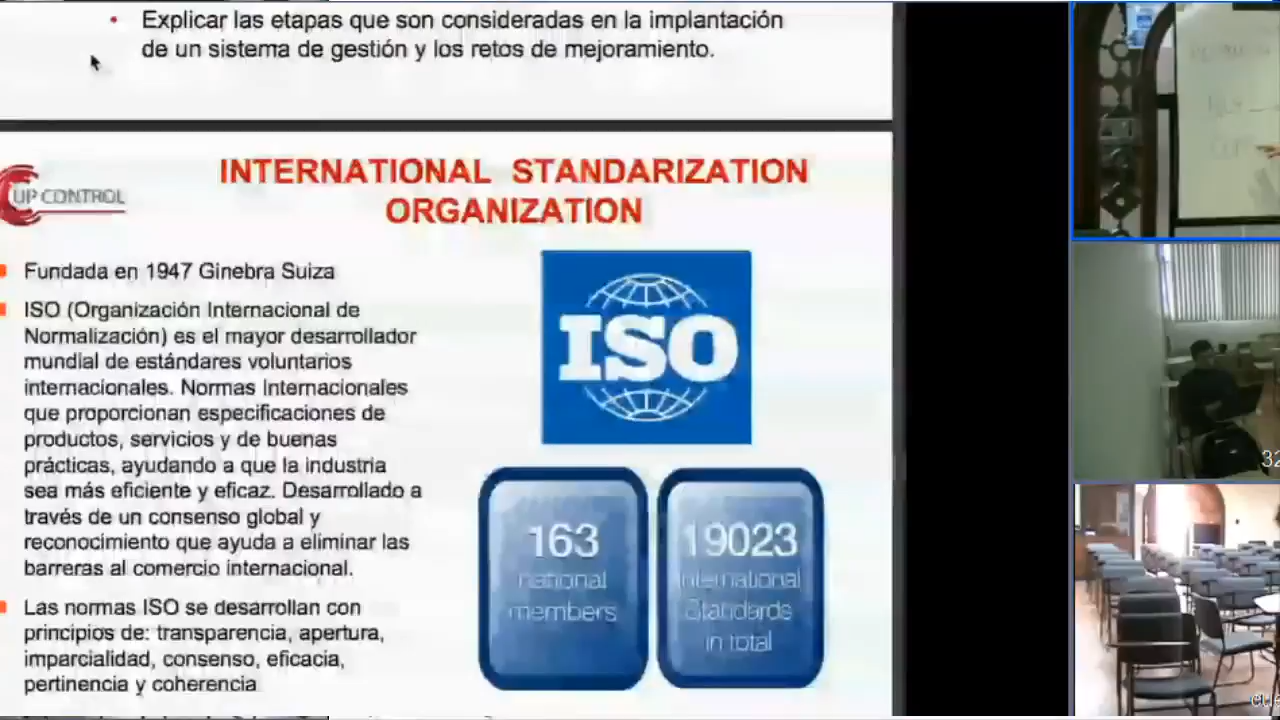 Explicar las etapas que son consideradas en la implantación
de un sistema de gestión y los retos de mejoramiento.
UP CONTROL
INTERNATIONAL STANDARIZATION
ORGANIZATION
Fundada en 1947 Ginebra Suiza
ISO (Organización Internacional de
Normalización) es el mayor desarrollador
mundial de estándares voluntarios
internacionales. Normas Internacionales
que proporcionan especificaciones de
productos, servicios y de buenas
prácticas, ayudando a que la industria
sea más eficiente y eficaz. Desarrollado a
través de un consenso global y
reconocimiento que ayuda a eliminar las
barreras al comercio internacional.
Las normas ISO se desarrollan con
principios de: transparencia, apertura,
imparcialidad, consenso, eficacia,
pertinencia y coherencia
ISO
163
national
members
19023
International
Standards
in total
32